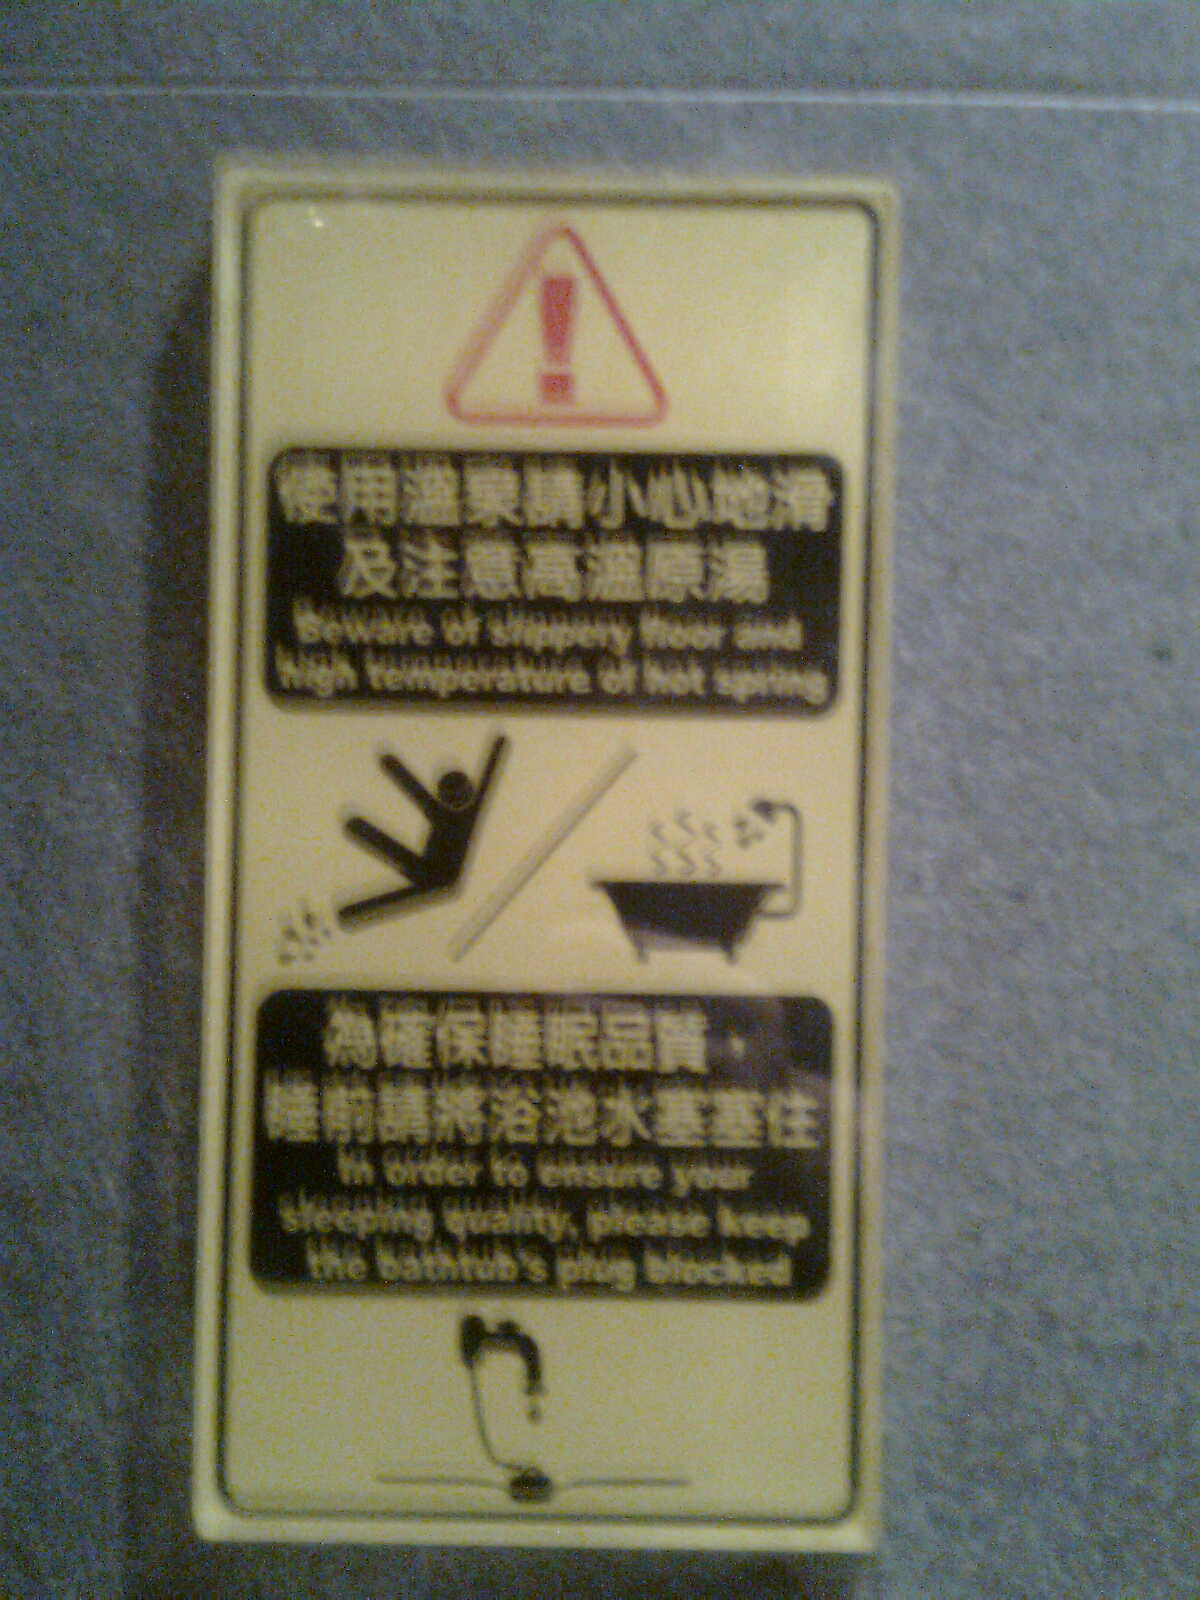 使用溫泉請小心地滑
及注意高溫原湯
Beware of slippery floor and
high temperature of hot spring
為確保睡眠品質，
睡前請將浴池水塞塞住
In order to ensure your
sleeping quality, please keep
the bathtub's plug blocked